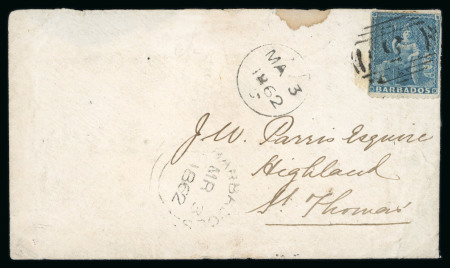 BARBADOS
MA 3
1862
J.W. Parris Esquire
Highland
St. Thomas
BARBADOS
MR 3
1862